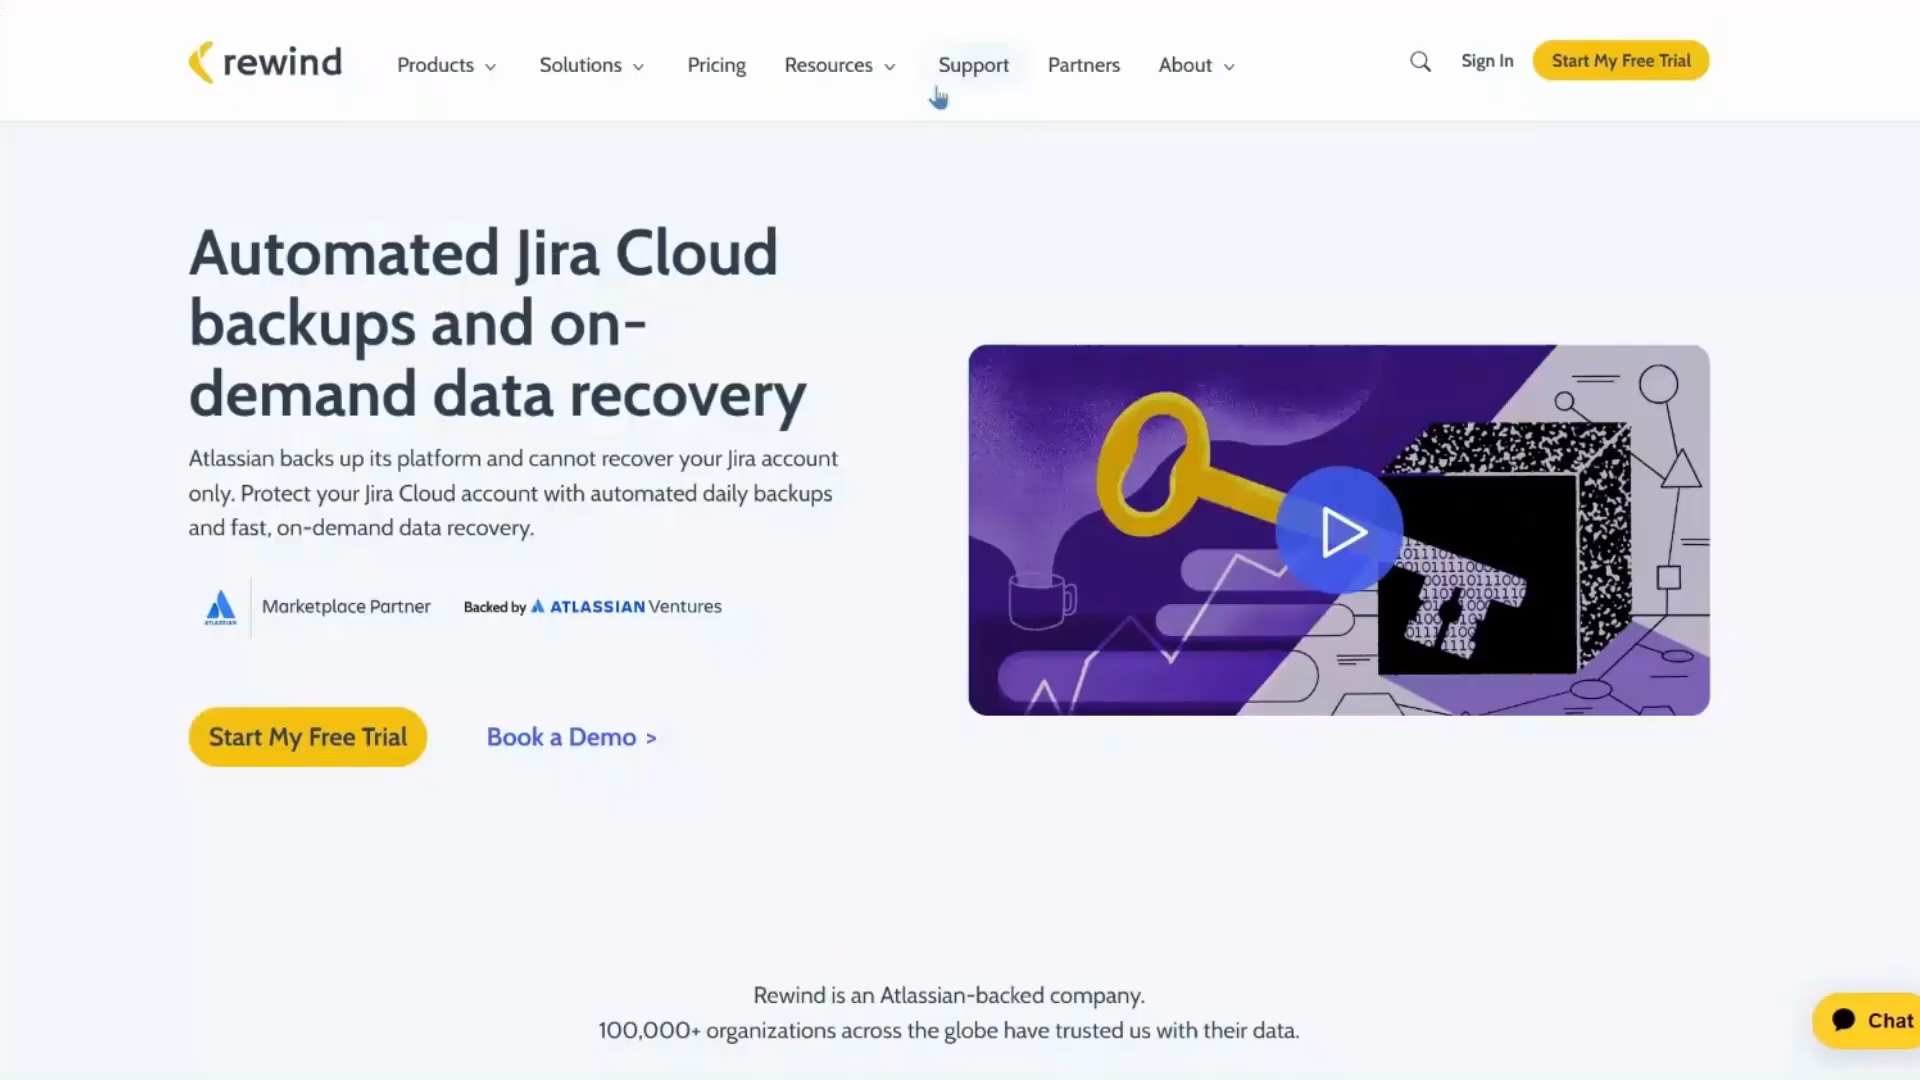 rewind
Products
Solutions
Pricing
Resources
Support
Partners
About
Sign In
Start My Free Trial
Automated Jira Cloud
backups and on-
demand data recovery
Atlassian backs up its platform and cannot recover your Jira account
only. Protect your Jira Cloud account with automated daily backups
and fast, on-demand data recovery.
ATLASSIAN
Marketplace Partner
Backed by ATLASSIAN Ventures
Start My Free Trial
Book a Demo >
Rewind is an Atlassian-backed company.
100,000+ organizations across the globe have trusted us with their data.
Chat